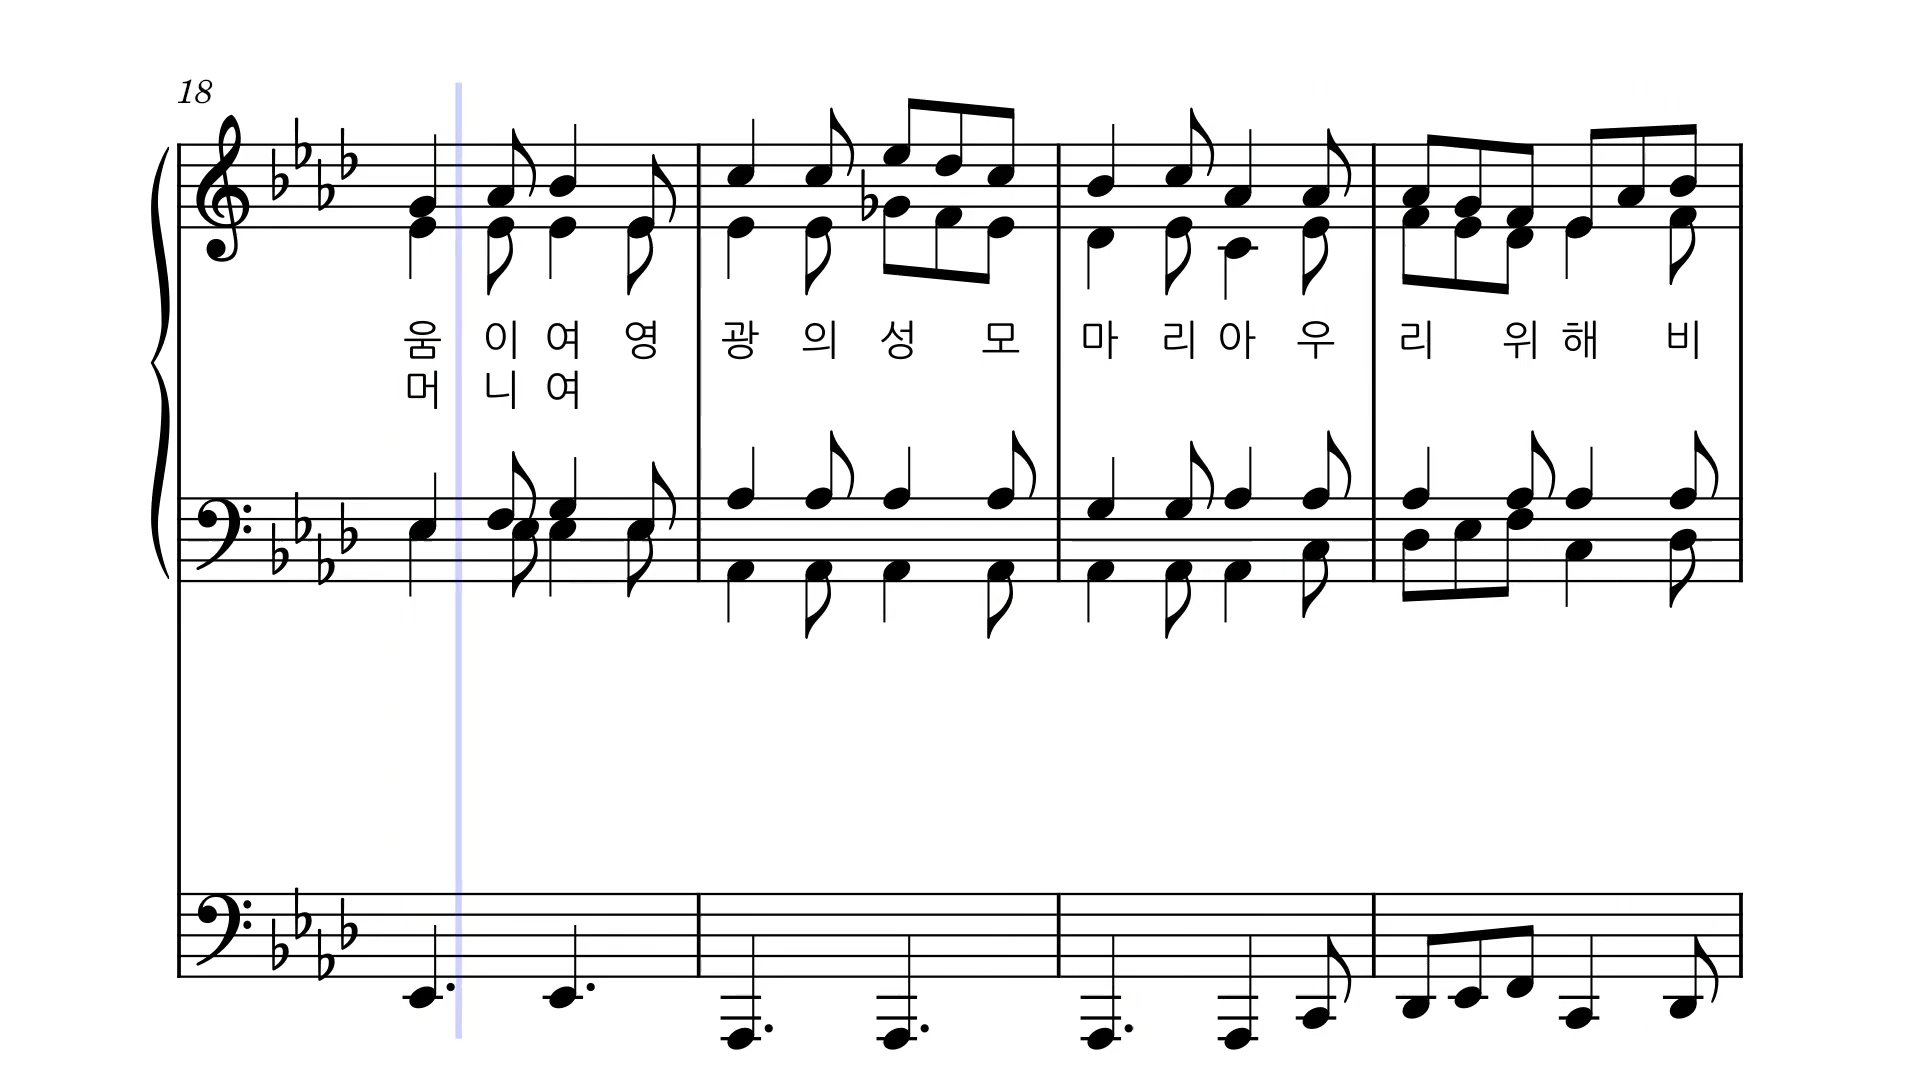 18
움 이 여 영 광 의 성 모 마 리 아 우 리 위 해 비
머 니 여